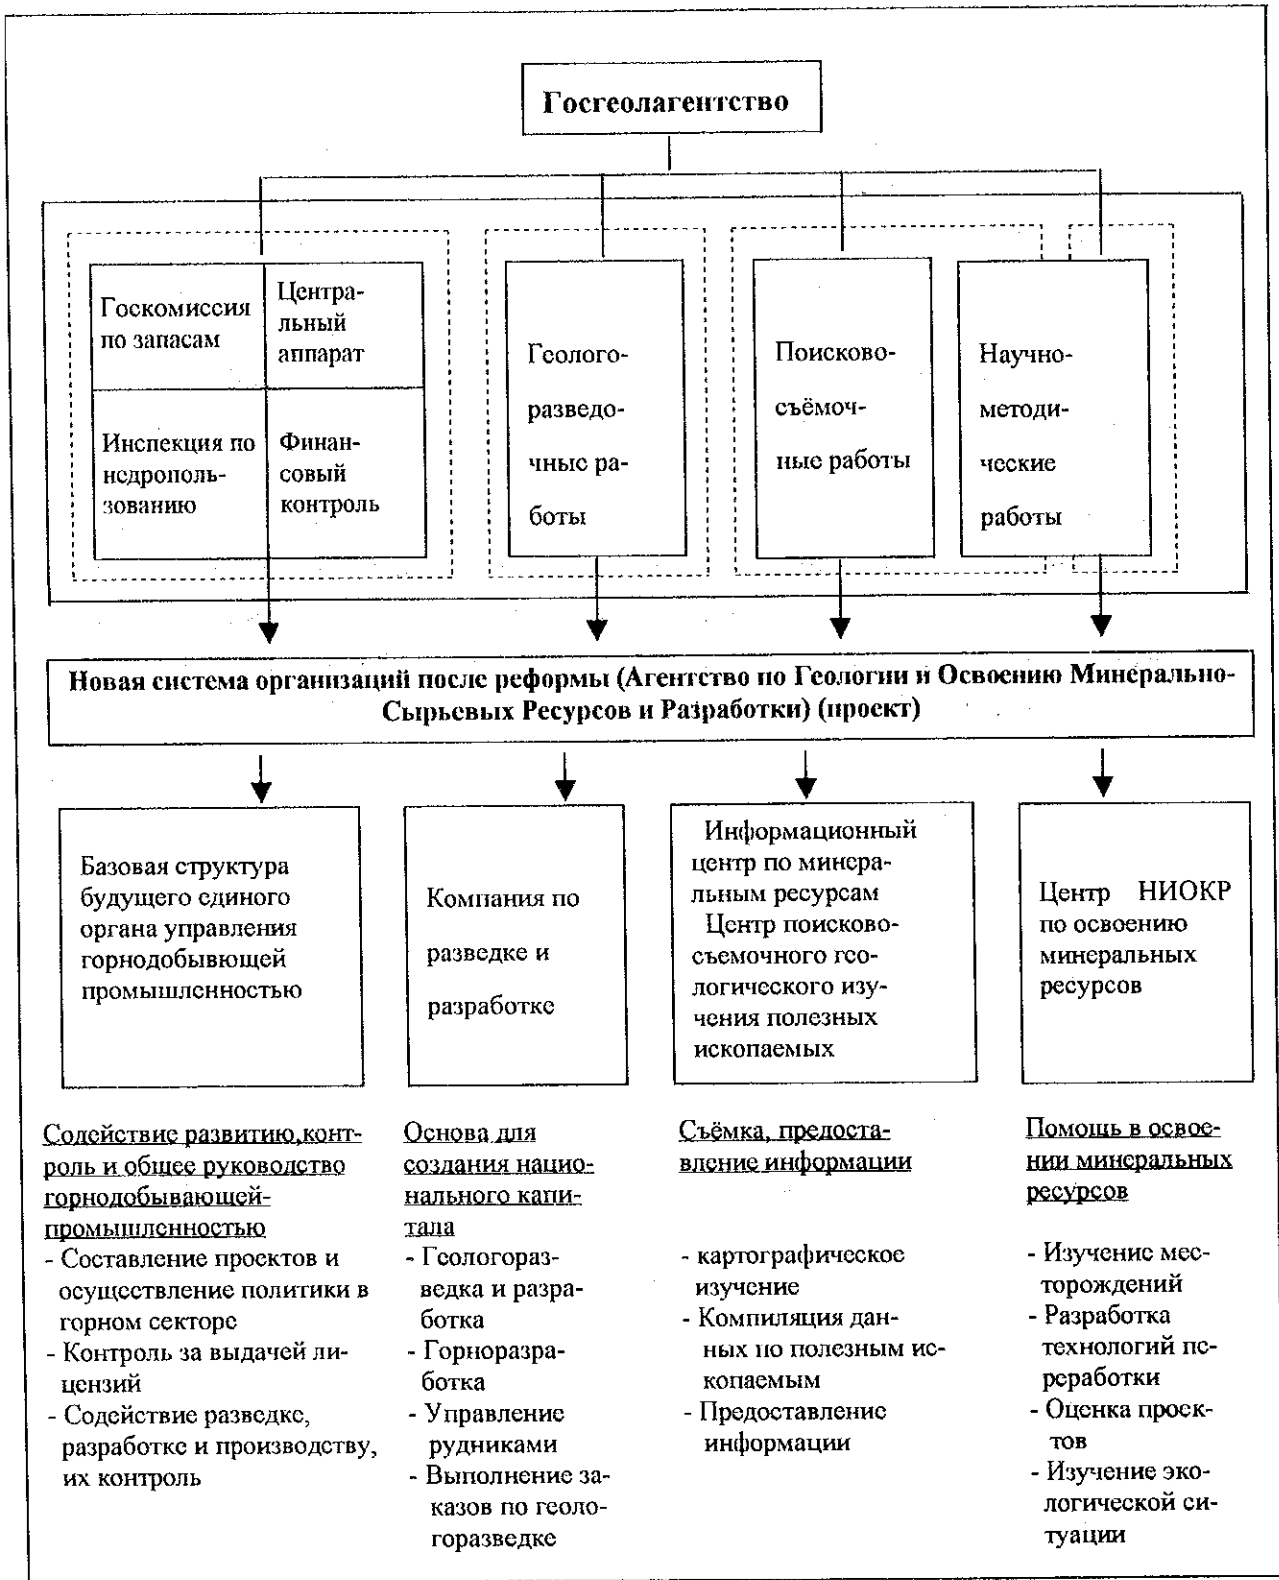 Госгеолагентство
Госкомиссия
по запасам
Центра-
льный
аппарат
Инспекция по
недрополь-
зованию
Финан-
совый
контроль
Геолого-
разведо-
чные ра-
боты
Поисково-
съёмоч-
ные работы
Научно-
методи-
ческие
работы
Новая система организаций после реформы (Агентство по Геологии и Освоению Минерально-
Сырьевых Ресурсов и Разработки) (проект)
Базовая структура
будущего единого
органа управления
горнодобывющей
промышленностью
Компания по
разведке и
разработке
Информационный
центр по минера-
льным ресурсам
Центр поисково-
съемочного гео-
логического изу-
чения полезных
ископаемых
Центр НИОКР
по освоению
минеральных
ресурсов
Содействие развитию,конт-
роль и общее руководство
горнодобывающей-
промышленностью
- Составление проектов и
осуществление политики в
горном секторе
- Контроль за выдачей ли-
цензий
- Содействие разведке,
разработке и производству,
их контроль
Основа для
создания нацио-
нального капи-
тала
- Геологораз-
ведка и разра-
ботка
- Горноразра-
ботка
- Управление
рудниками
- Выполнение за-
казов по геоло-
горазведке
Съёмка, предоста-
вление информации
- картографическое
изучение
- Компиляция дан-
ных по полезным ис-
копаемым
- Предоставление
информации
Помощь в освое-
нии минеральных
ресурсов
- Изучение мес-
торождений
- Разработка
технологий пе-
реработки
- Оценка проек-
тов
- Изучение эко-
логической си-
туации